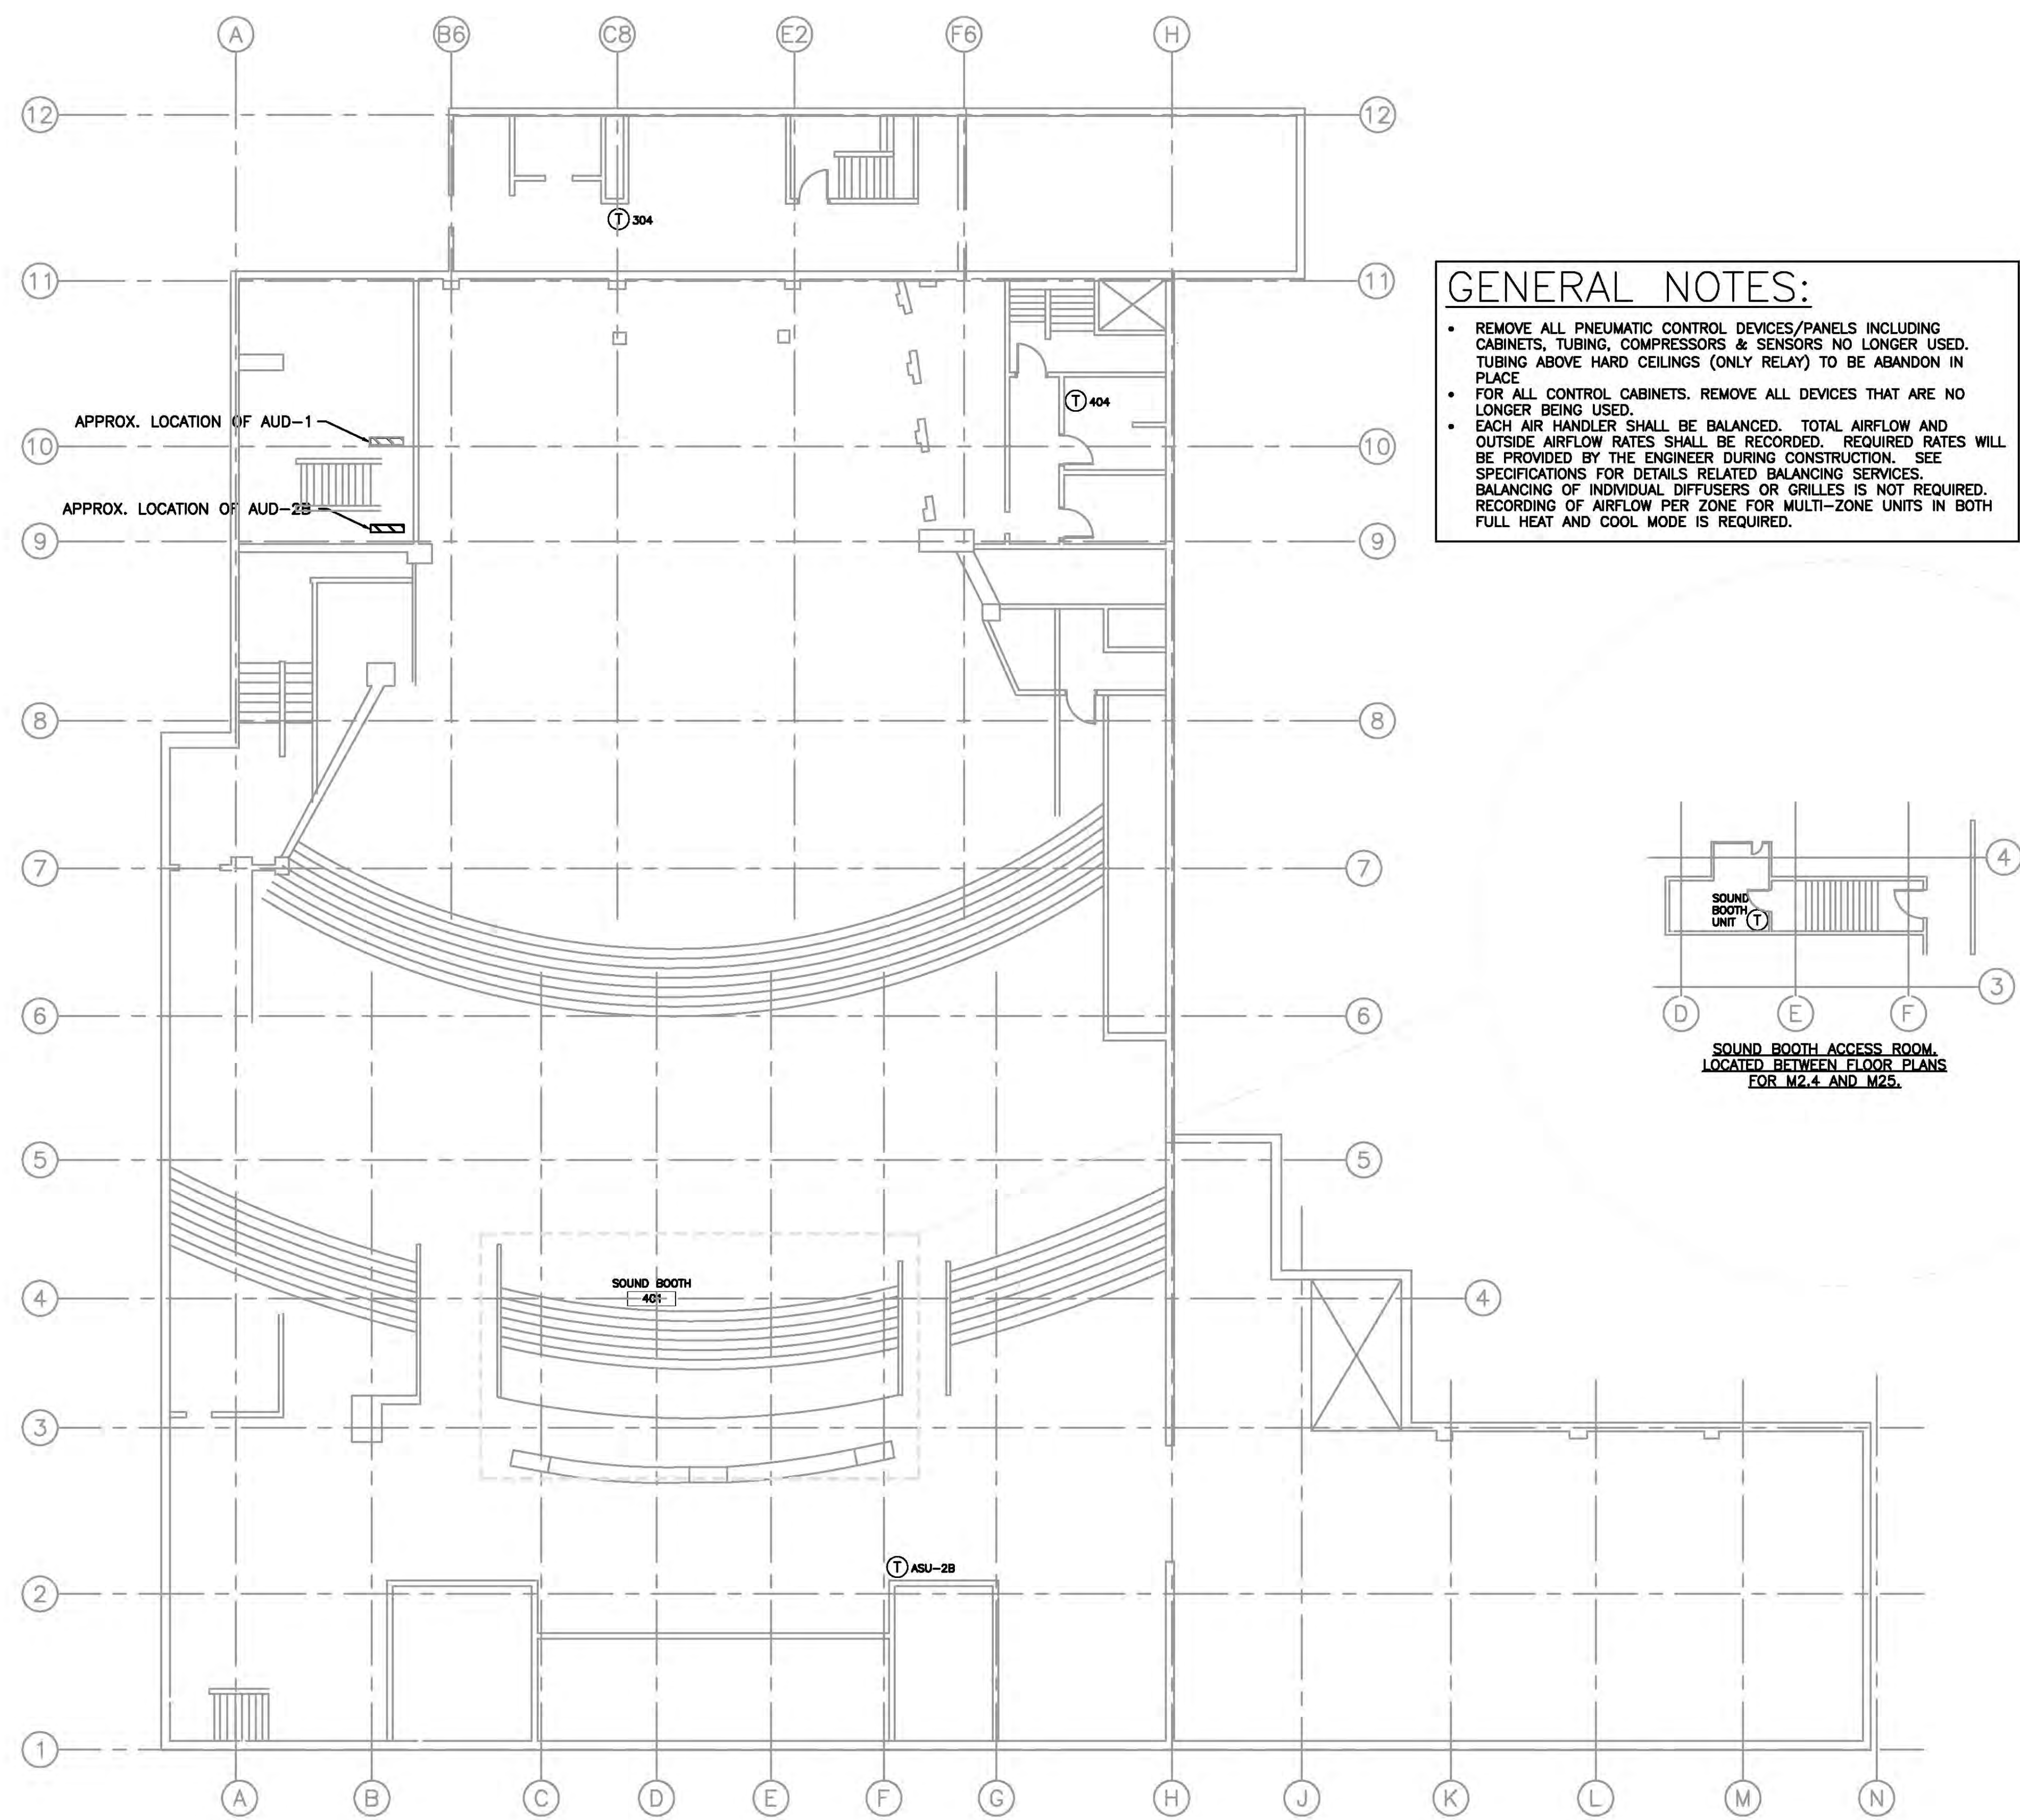 A B6 C8 E2 F6 H
12 12
T 304
11 11
GENERAL NOTES:
• REMOVE ALL PNEUMATIC CONTROL DEVICES/PANELS INCLUDING
CABINETS, TUBING, COMPRESSORS & SENSORS NO LONGER USED.
TUBING ABOVE HARD CEILINGS (ONLY RELAY) TO BE ABANDON IN
PLACE
• FOR ALL CONTROL CABINETS. REMOVE ALL DEVICES THAT ARE NO
LONGER BEING USED.
• EACH AIR HANDLER SHALL BE BALANCED. TOTAL AIRFLOW AND
OUTSIDE AIRFLOW RATES SHALL BE RECORDED. REQUIRED RATES WILL
BE PROVIDED BY THE ENGINEER DURING CONSTRUCTION. SEE
SPECIFICATIONS FOR DETAILS RELATED BALANCING SERVICES.
BALANCING OF INDIVIDUAL DIFFUSERS OR GRILLES IS NOT REQUIRED.
RECORDING OF AIRFLOW PER ZONE FOR MULTI-ZONE UNITS IN BOTH
FULL HEAT AND COOL MODE IS REQUIRED.
T 404
APPROX. LOCATION OF AUD-1
10 10
APPROX. LOCATION OF AUD-2B
9 9
8 8
7 7
4
SOUND
BOOTH
UNIT T
3
D E F
SOUND BOOTH ACCESS ROOM.
LOCATED BETWEEN FLOOR PLANS
FOR M2.4 AND M25.
6 6
5 5
SOUND BOOTH
401
4 4
3
T ASU-2B
2
1
A B C D E F G H J K L M N